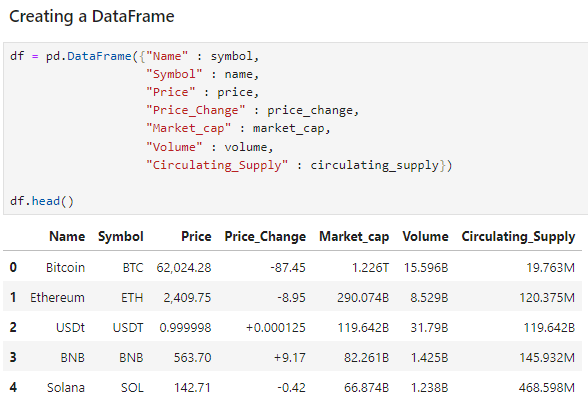 Creating a DataFrame
df = pd.DataFrame({"Name" : symbol,
"Symbol" : name,
"Price" : price,
"Price_Change" : price_change,
"Market_cap" : market_cap,
"Volume" : volume,
"Circulating_Supply" : circulating_supply})
df.head()
Name Symbol Price Price_Change Market_cap Volume Circulating_Supply
0 Bitcoin BTC 62,024.28 -87.45 1.226T 15.596B 19.763M
1 Ethereum ETH 2,409.75 -8.95 290.074B 8.529B 120.375M
2 USDt USDT 0.999998 +0.000125 119.642B 31.79B 119.642B
3 BNB BNB 563.70 +9.17 82.261B 1.425B 145.932M
4 Solana SOL 142.71 -0.42 66.874B 1.238B 468.598M